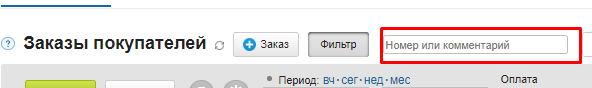 Заказы покупателей + Заказ Фильтр Номер или комментарий
Период: вч·сег·нед·мес Оплата